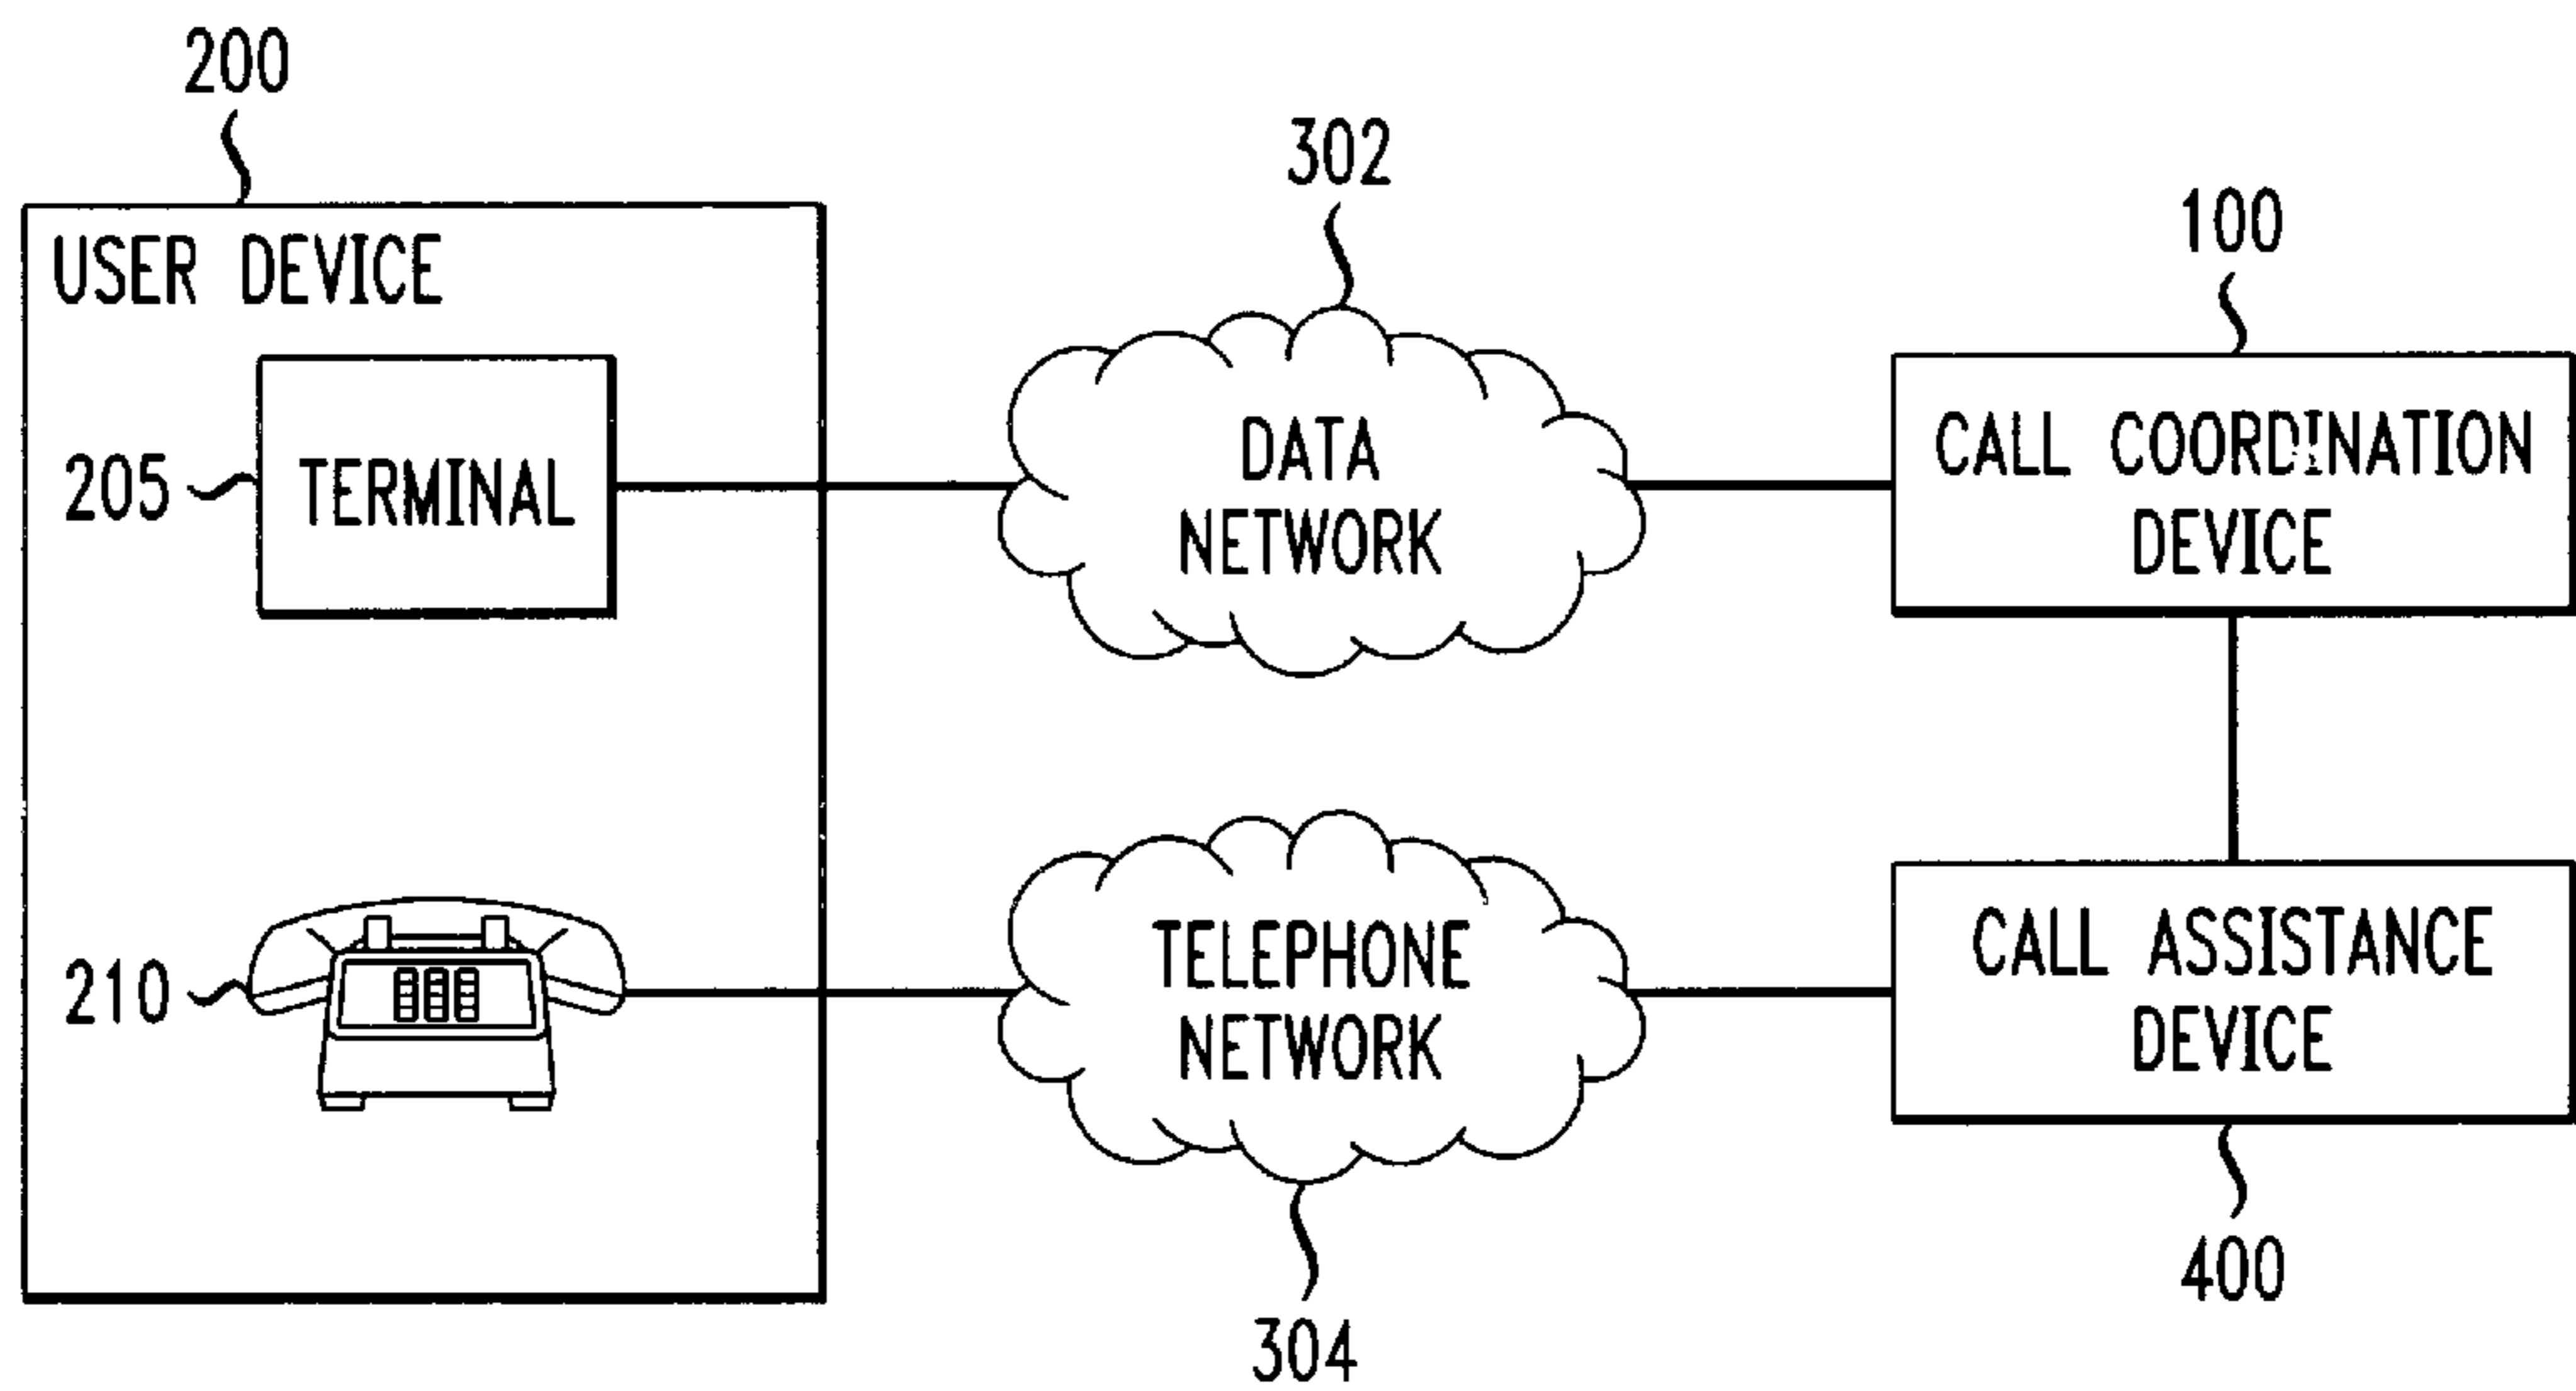 200
302
100
USER DEVICE
205
TERMINAL
DATA
NETWORK
CALL COORDINATION
DEVICE
210
TELEPHONE
NETWORK
CALL ASSISTANCE
DEVICE
304
400